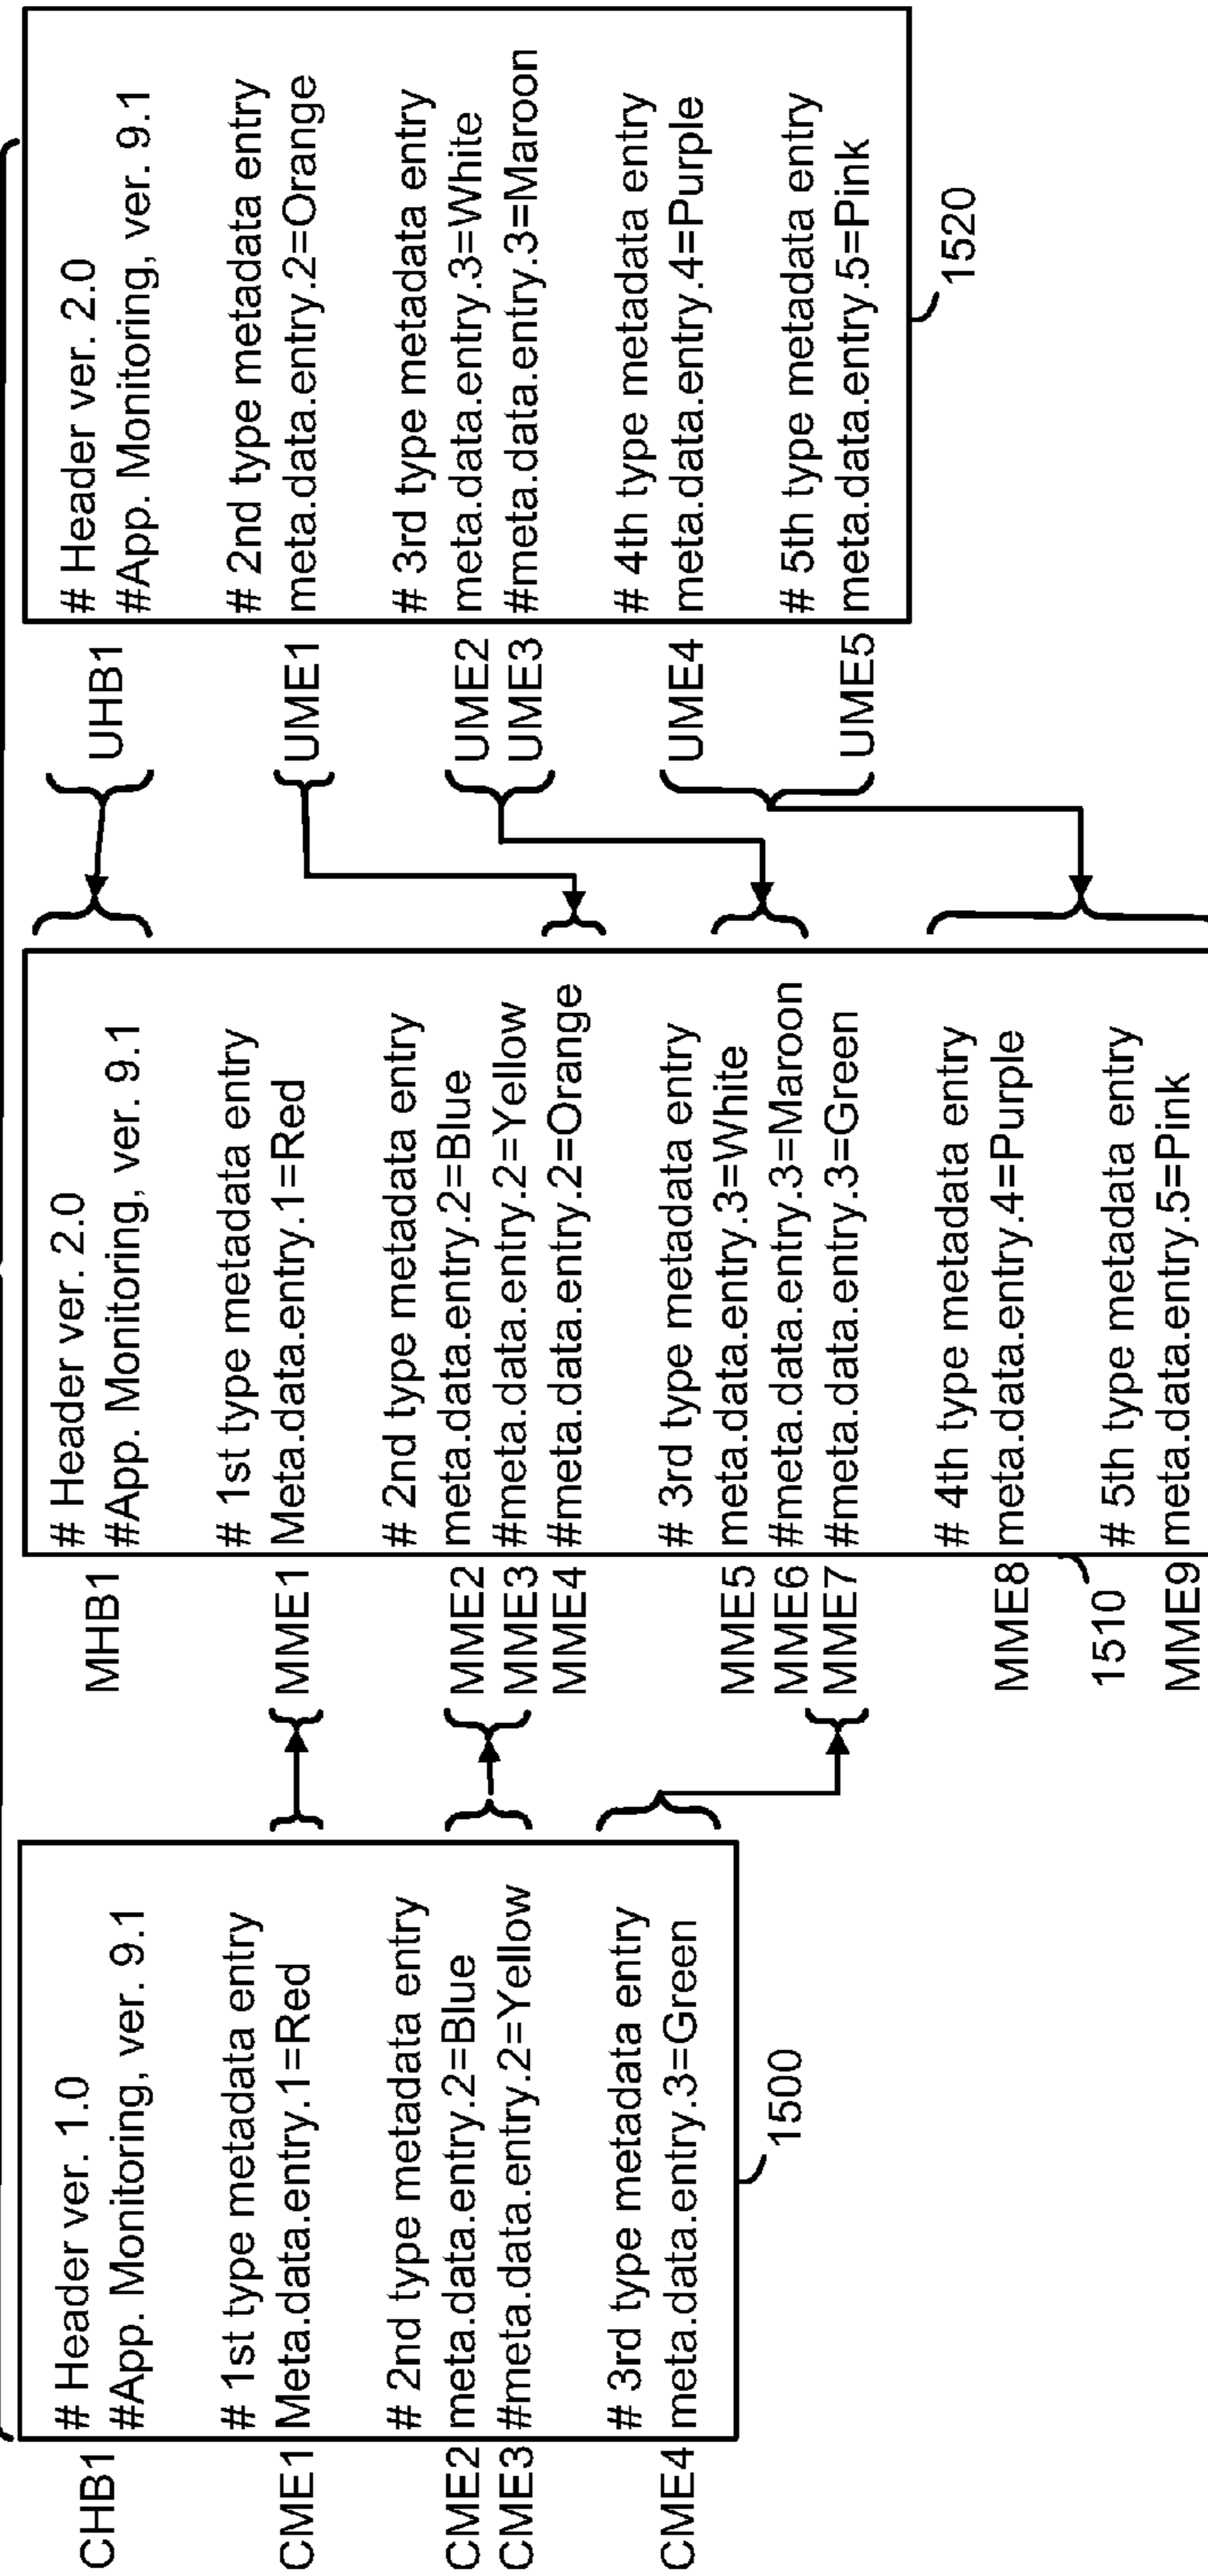 CHB1
# Header ver. 1.0
#App. Monitoring, ver. 9.1
# 1st type metadata entry
CME1
Meta.data.entry.1=Red
# 2nd type metadata entry
CME2
meta.data.entry.2=Blue
CME3
#meta.data.entry.2=Yellow
# 3rd type metadata entry
CME4
meta.data.entry.3=Green
1500
MHB1
# Header ver. 2.0
#App. Monitoring, ver. 9.1
# 1st type metadata entry
MME1
Meta.data.entry.1=Red
# 2nd type metadata entry
MME2
meta.data.entry.2=Blue
MME3
#meta.data.entry.2=Yellow
MME4
#meta.data.entry.2=Orange
# 3rd type metadata entry
MME5
meta.data.entry.3=White
MME6
#meta.data.entry.3=Maroon
MME7
#meta.data.entry.3=Green
# 4th type metadata entry
MME8
meta.data.entry.4=Purple
1510
# 5th type metadata entry
MME9
meta.data.entry.5=Pink
UHB1
# Header ver. 2.0
#App. Monitoring, ver. 9.1
# 2nd type metadata entry
UME1
meta.data.entry.2=Orange
# 3rd type metadata entry
UME2
meta.data.entry.3=White
UME3
#meta.data.entry.3=Maroon
# 4th type metadata entry
UME4
meta.data.entry.4=Purple
# 5th type metadata entry
UME5
meta.data.entry.5=Pink
1520